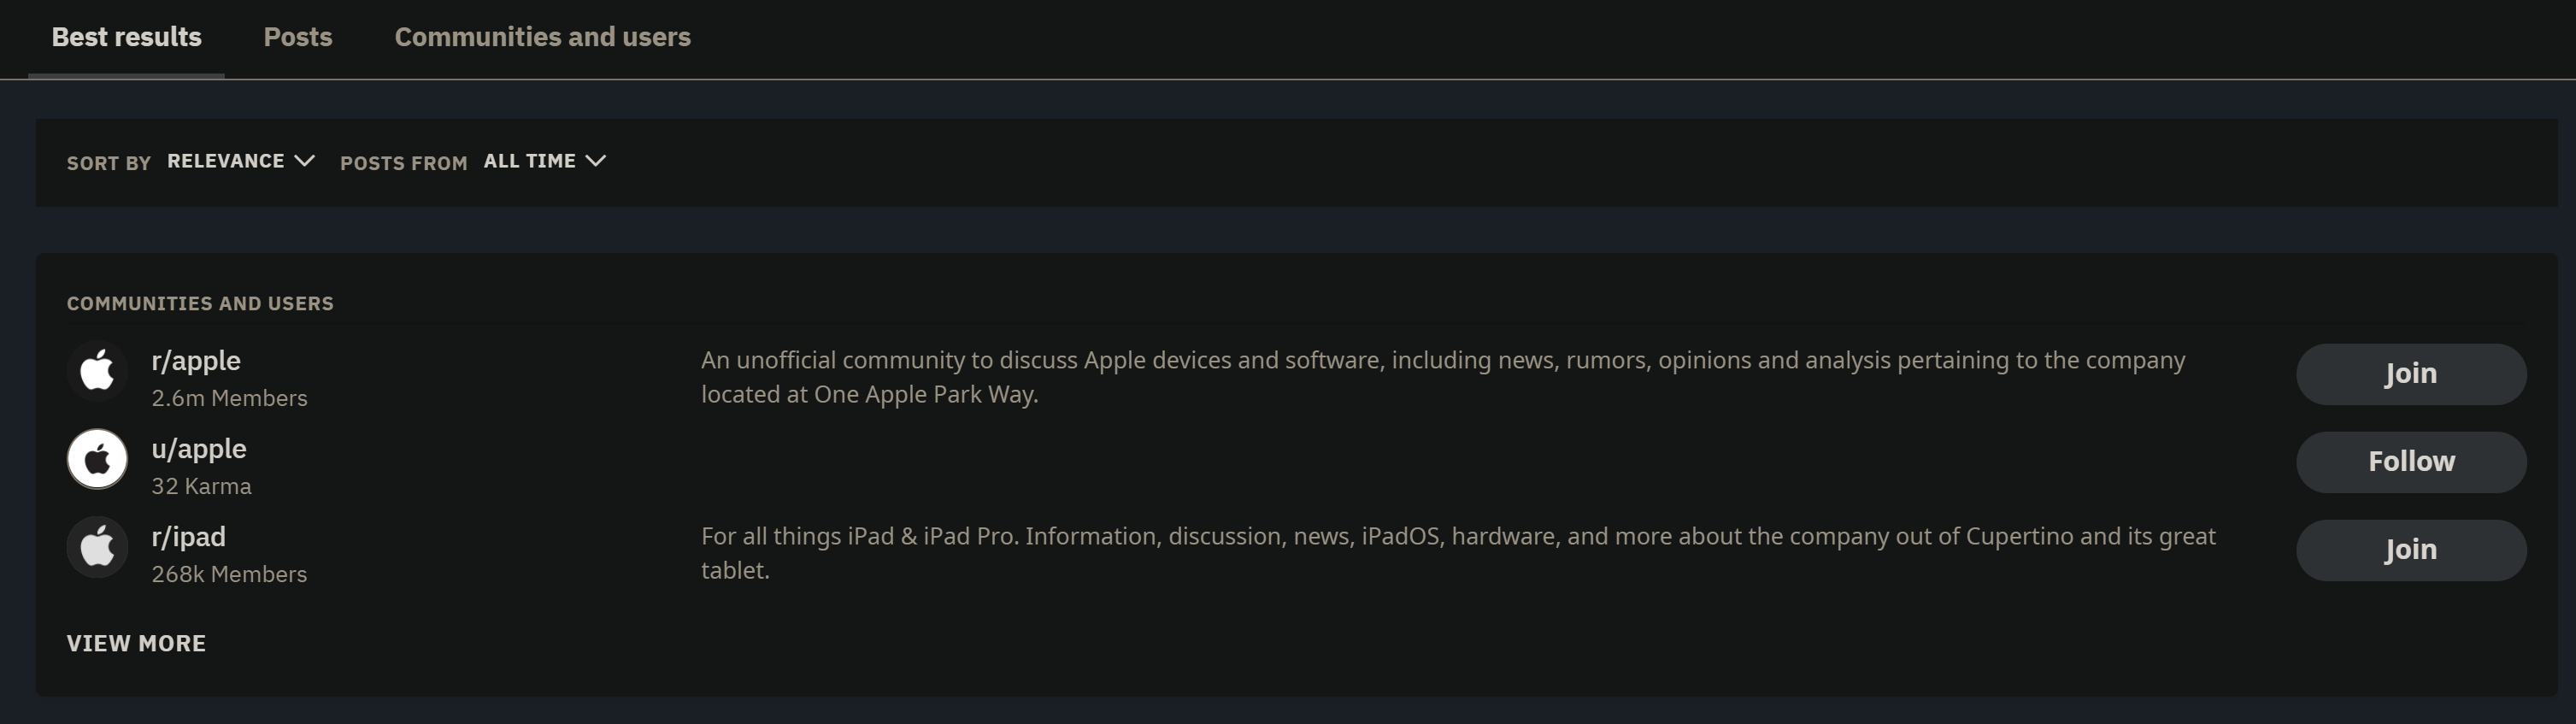 Best results Posts Communities and users
SORT BY RELEVANCE POSTS FROM ALL TIME
COMMUNITIES AND USERS
r/apple
2.6m Members
An unofficial community to discuss Apple devices and software, including news, rumors, opinions and analysis pertaining to the company
located at One Apple Park Way.
Join
u/apple
32 Karma
Follow
r/ipad
268k Members
For all things iPad & iPad Pro. Information, discussion, news, iPadOS, hardware, and more about the company out of Cupertino and its great
tablet.
Join
VIEW MORE